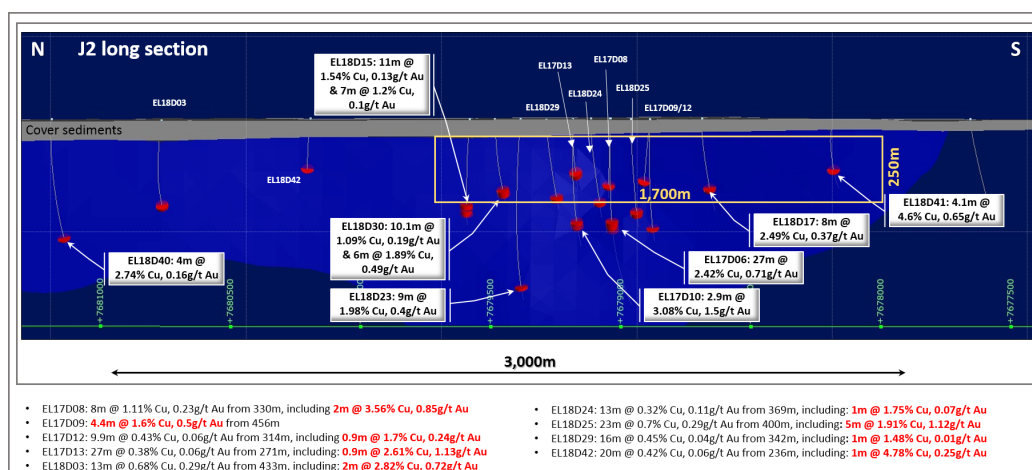 N J2 long section S
EL18D15: 11m @
1.54% Cu, 0.13g/t Au
& 7m @ 1.2% Cu,
0.1g/t Au
EL17D13
EL17D08
EL18D03
EL18D24
EL18D25
EL18D29
EL17D09/12
Cover sediments
EL18D42
1,700m
250m
EL18D41: 4.1m @
4.6% Cu, 0.65g/t Au
EL18D17: 8m @
2.49% Cu, 0.37g/t Au
EL18D30: 10.1m @
1.09% Cu, 0.19g/t Au
& 6m @ 1.89% Cu,
0.49g/t Au
EL18D40: 4m @
2.74% Cu, 0.16g/t Au
EL17D06: 27m @
2.42% Cu, 0.71g/t Au
EL18D23: 9m @
1.98% Cu, 0.4g/t Au
EL17D10: 2.9m @
3.08% Cu, 1.5g/t Au
+7681000
+7680500
+7679500
+7679000
+7678000
+7677500
3,000m
• EL17D08: 8m @ 1.11% Cu, 0.23g/t Au from 330m, including 2m @ 3.56% Cu, 0.85g/t Au
• EL17D09: 4.4m @ 1.6% Cu, 0.5g/t Au from 456m
• EL17D12: 9.9m @ 0.43% Cu, 0.06g/t Au from 314m, including 0.9m @ 1.7% Cu, 0.24g/t Au
• EL17D13: 27m @ 0.38% Cu, 0.06g/t Au from 271m, including 0.9m @ 2.61% Cu, 1.13g/t Au
• EL18D03: 13m @ 0.68% Cu, 0.29g/t Au from 433m, including 2m @ 2.82% Cu, 0.72g/t Au
• EL18D24: 13m @ 0.32% Cu, 0.11g/t Au from 369m, including: 1m @ 1.75% Cu, 0.07g/t Au
• EL18D25: 23m @ 0.7% Cu, 0.29g/t Au from 400m, including: 5m @ 1.91% Cu, 1.12g/t Au
• EL18D29: 16m @ 0.45% Cu, 0.04g/t Au from 342m, including: 1m @ 1.48% Cu, 0.01g/t Au
• EL18D42: 20m @ 0.42% Cu, 0.06g/t Au from 236m, including: 1m @ 4.78% Cu, 0.25g/t Au